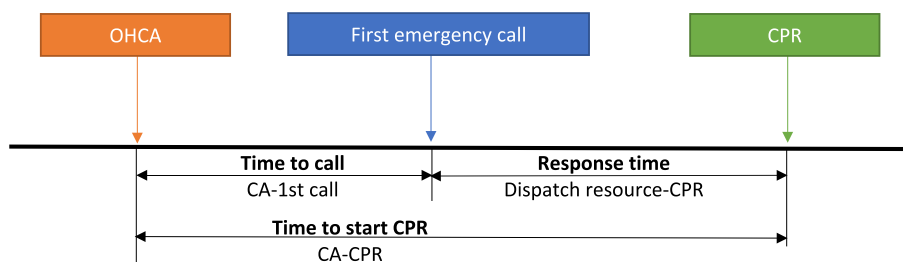 OHCA
First emergency call
CPR
Time to call
Response time
CA-1st call
Dispatch resource-CPR
Time to start CPR
CA-CPR